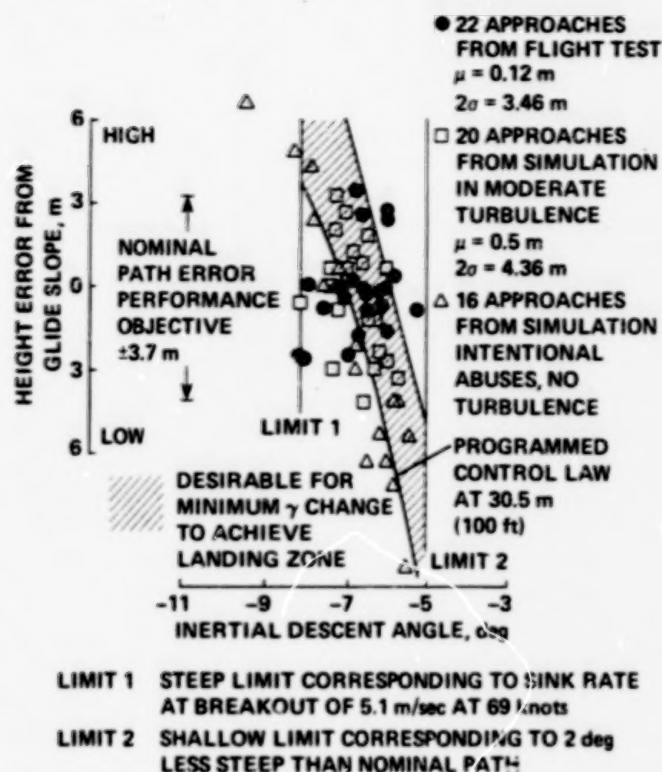 ● 22 APPROACHES
FROM FLIGHT TEST
μ = 0.12 m
2σ = 3.46 m
□ 20 APPROACHES
FROM SIMULATION
IN MODERATE
TURBULENCE
μ = 0.5 m
2σ = 4.36 m
△ 16 APPROACHES
FROM SIMULATION
INTENTIONAL
ABUSES, NO
TURBULENCE
PROGRAMMED
CONTROL LAW
AT 30.5 m
(100 ft)
HEIGHT ERROR FROM
GLIDE SLOPE, m
6
3
0
3
6
HIGH
NOMINAL
PATH ERROR
PERFORMANCE
OBJECTIVE
±3.7 m
LOW
LIMIT 1
DESIRABLE FOR
MINIMUM γ CHANGE
TO ACHIEVE
LANDING ZONE
LIMIT 2
-11 -9 -7 -5 -3
INERTIAL DESCENT ANGLE, deg
LIMIT 1 STEEP LIMIT CORRESPONDING TO SINK RATE
AT BREAKOUT OF 5.1 m/sec AT 69 knots
LIMIT 2 SHALLOW LIMIT CORRESPONDING TO 2 deg
LESS STEEP THAN NOMINAL PATH